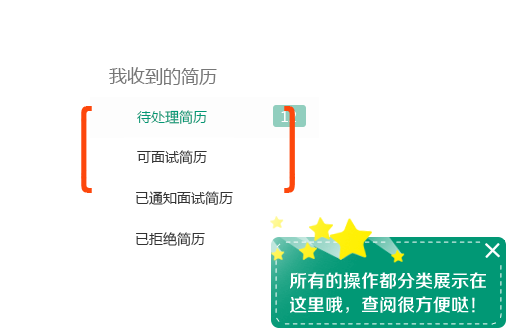 我收到的简历
待处理简历
可面试简历
已通知面试简历
已拒绝简历
所有的操作都分类展示在
这里哦，查阅很方便哒！